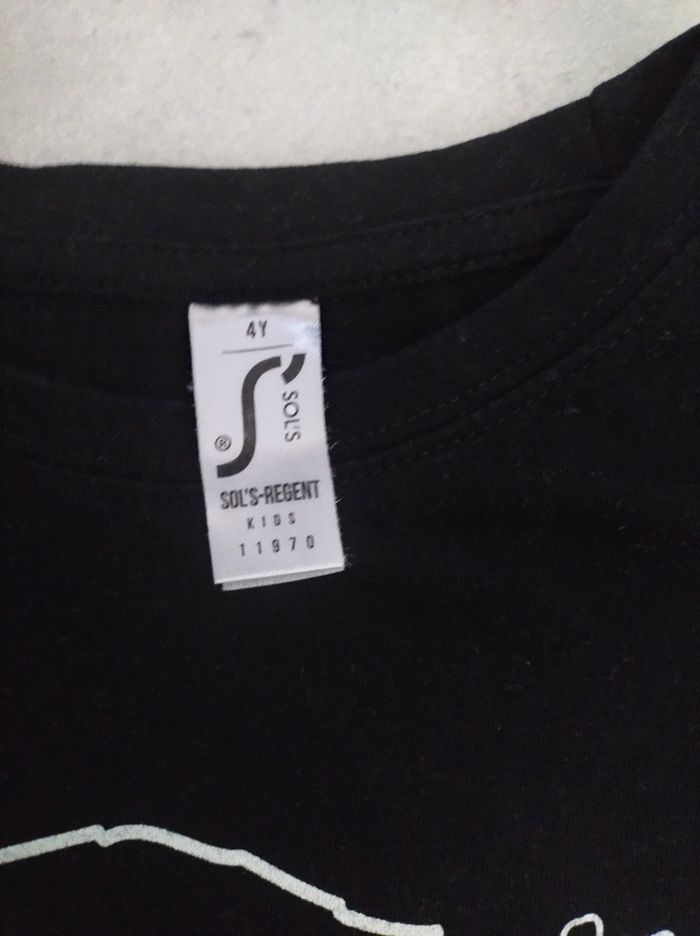 4Y
SOL'S
®
SOL'S-REGENT
KIDS
11970